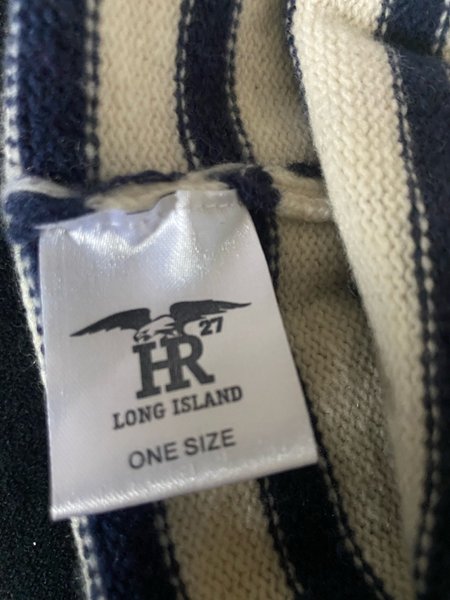 27
HR
LONG ISLAND
ONE SIZE